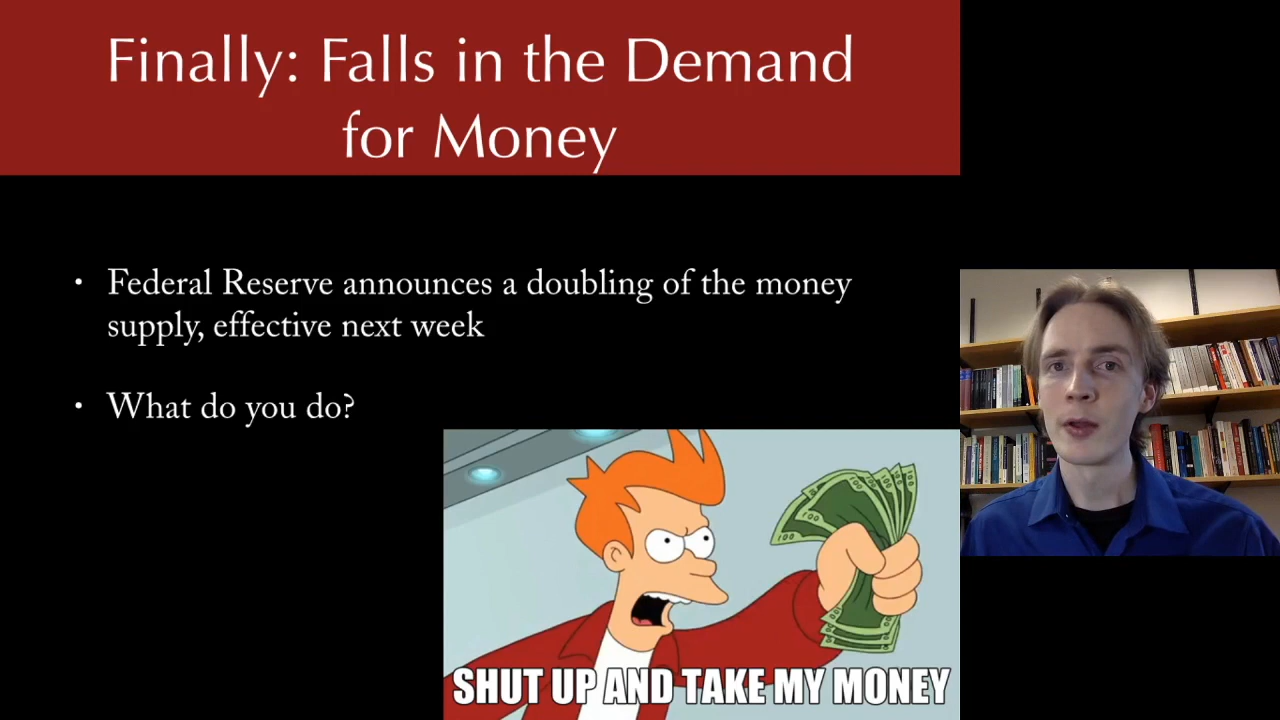 Finally: Falls in the Demand
for Money
• Federal Reserve announces a doubling of the money
supply, effective next week
• What do you do?
SHUT UP AND TAKE MY MONEY